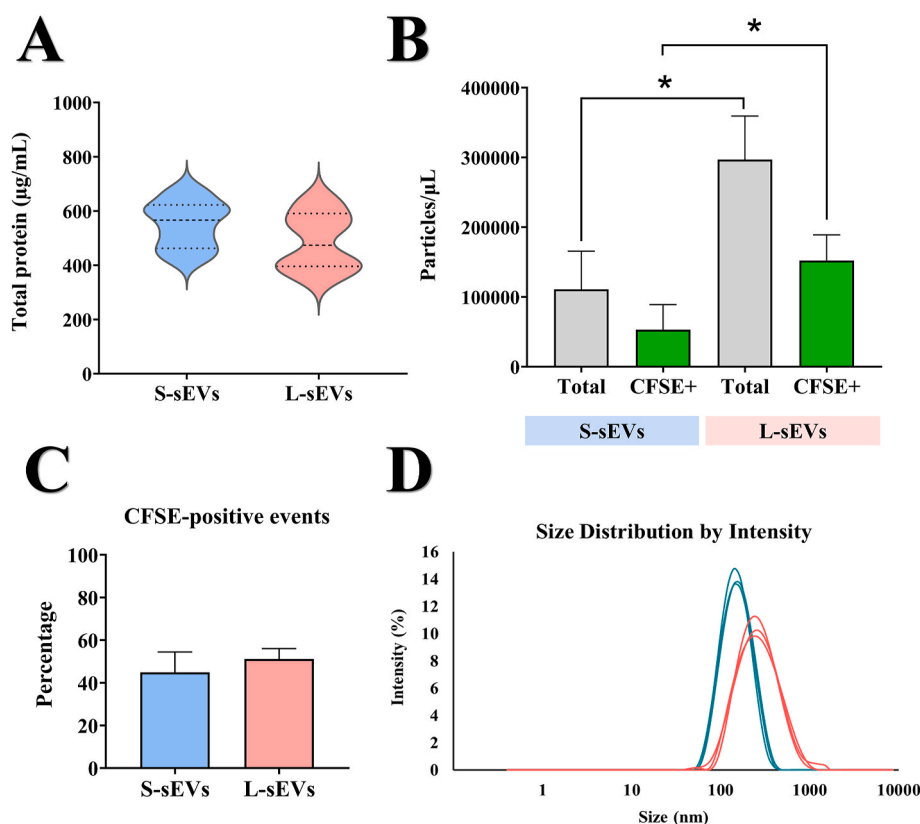 A
Total protein (µg/mL)
1000
800
600
400
200
0
S-sEVs
L-sEVs
B
*
*
Particles/µL
400000
300000
200000
100000
0
Total
CFSE+
Total
CFSE+
S-sEVs
L-sEVs
C
CFSE-positive events
Percentage
100
80
60
40
20
0
S-sEVs
L-sEVs
D
Size Distribution by Intensity
Intensity (%)
16
14
12
10
8
6
4
2
0
1
10
100
1000
10000
Size (nm)